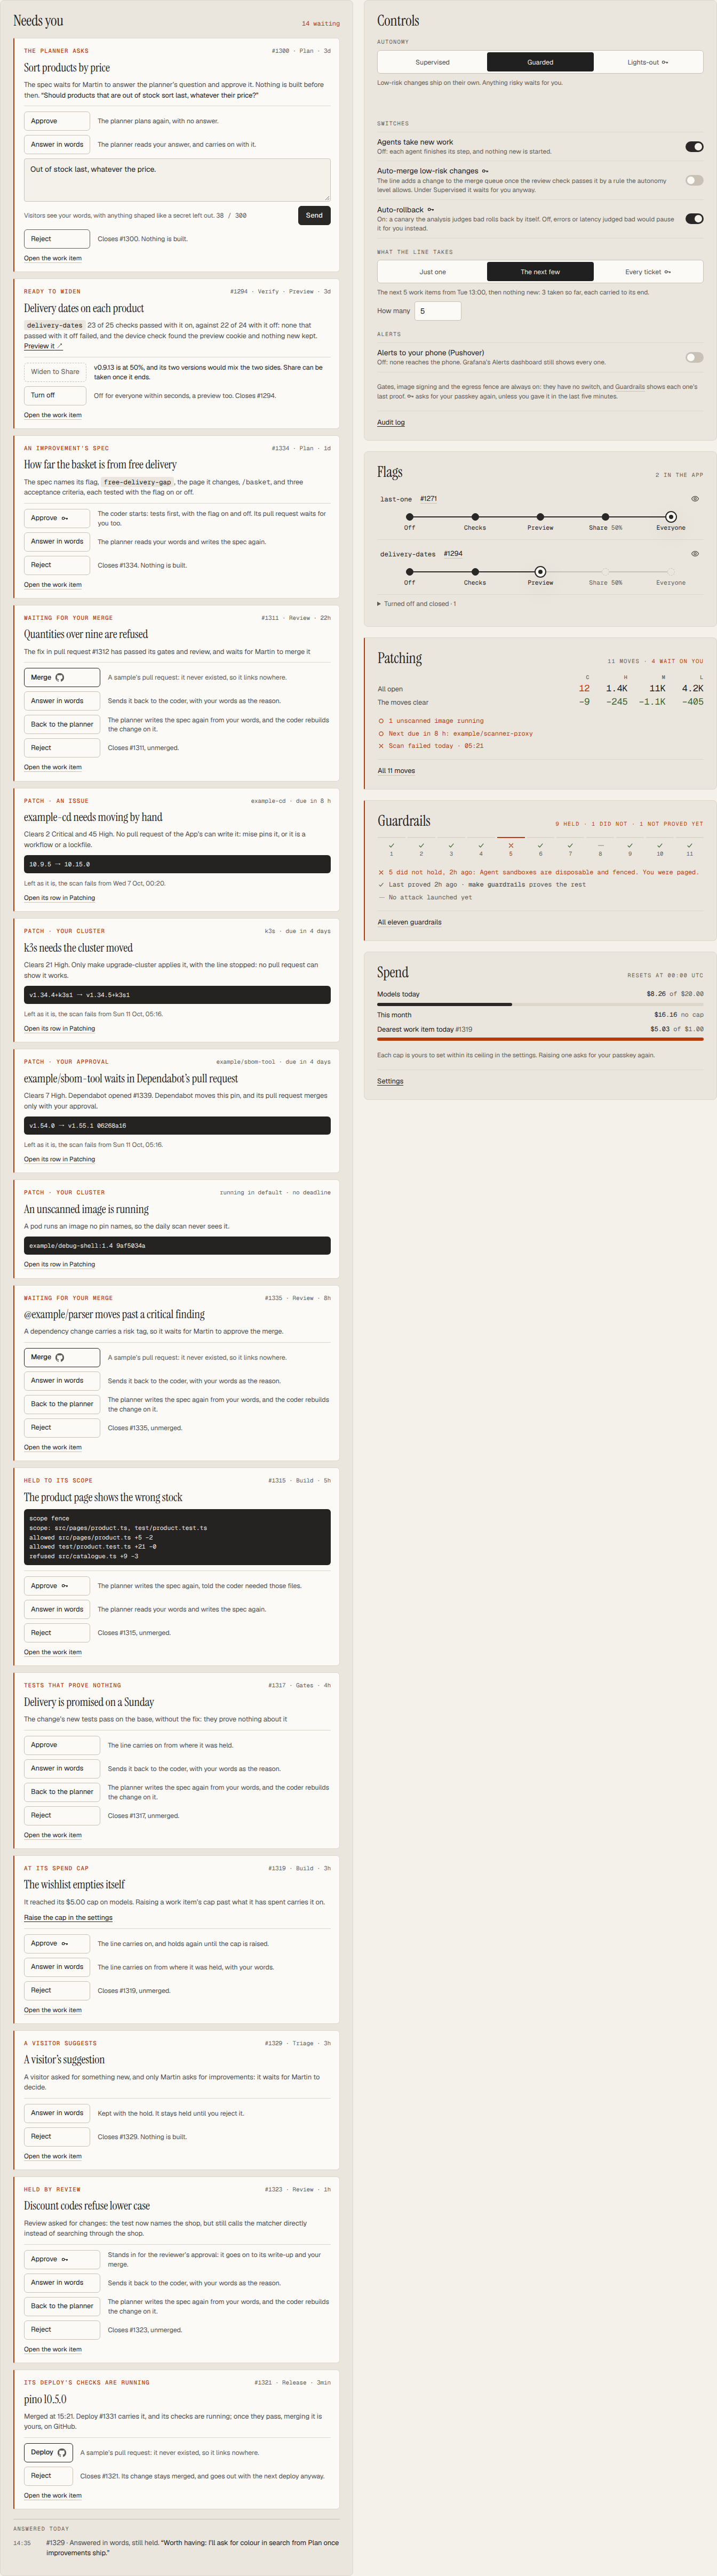 Needs you
14 waiting
THE PLANNER ASKS
#1300 · Plan · 3d
Sort products by price
The spec waits for Martin to answer the planner's question and approve it. Nothing is built before
then. "Should products that are out of stock sort last, whatever their price?"
Approve
The planner plans again, with no answer.
Answer in words
The planner reads your answer, and carries on with it.
Out of stock last, whatever the price.
Visitors see your words, with anything shaped like a secret left out. 38 / 300
Send
Reject
Closes #1300. Nothing is built.
Open the work item
READY TO WIDEN
#1294 · Verify · Preview · 3d
Delivery dates on each product
delivery-dates 23 of 25 checks passed with it on, against 22 of 24 with it off: none that
passed with it off failed, and the device check found the preview cookie and nothing new kept.
Preview it ↗
Widen to Share
v0.9.13 is at 50%, and its two versions would mix the two sides. Share can be
taken once it ends.
Turn off
Off for everyone within seconds, a preview too. Closes #1294.
Open the work item
AN IMPROVEMENT'S SPEC
#1334 · Plan · 1d
How far the basket is from free delivery
The spec names its flag, free-delivery-gap, the page it changes, /basket, and three
acceptance criteria, each tested with the flag on or off.
Approve
The coder starts: tests first, with the flag on and off. Its pull request waits for
you too.
Answer in words
The planner reads your words and writes the spec again.
Reject
Closes #1334. Nothing is built.
Open the work item
WAITING FOR YOUR MERGE
#1311 · Review · 22h
Quantities over nine are refused
The fix in pull request #1312 has passed its gates and review, and waits for Martin to merge it
Merge
A sample's pull request: it never existed, so it links nowhere.
Answer in words
Sends it back to the coder, with your words as the reason.
Back to the planner
The planner writes the spec again from your words, and the coder rebuilds
the change on it.
Reject
Closes #1311, unmerged.
Open the work item
PATCH · AN ISSUE
example-cd · due in 8 h
example-cd needs moving by hand
Clears 2 Critical and 45 High. No pull request of the App's can write it: mise pins it, or it is a
workflow or a lockfile.
10.9.5 → 10.15.0
Left as it is, the scan fails from Wed 7 Oct, 00:20.
Open its row in Patching
PATCH · YOUR CLUSTER
k3s · due in 4 days
k3s needs the cluster moved
Clears 21 High. Only make upgrade-cluster applies it, with the line stopped: no pull request can
show it works.
v1.34.4+k3s1 → v1.34.5+k3s1
Left as it is, the scan fails from Sun 11 Oct, 05:16.
Open its row in Patching
PATCH · YOUR APPROVAL
example/sbom-tool · due in 4 days
example/sbom-tool waits in Dependabot's pull request
Clears 7 High. Dependabot opened #1339. Dependabot moves this pin, and its pull request merges
only with your approval.
v1.54.0 → v1.55.1 06268a16
Left as it is, the scan fails from Sun 11 Oct, 05:16.
Open its row in Patching
PATCH · YOUR CLUSTER
running in default · no deadline
An unscanned image is running
A pod runs an image no pin names, so the daily scan never sees it.
example/debug-shell:1.4 9af5034a
Open its row in Patching
WAITING FOR YOUR MERGE
#1335 · Review · 8h
@example/parser moves past a critical finding
A dependency change carries a risk tag, so it waits for Martin to approve the merge.
Merge
A sample's pull request: it never existed, so it links nowhere.
Answer in words
Sends it back to the coder, with your words as the reason.
Back to the planner
The planner writes the spec again from your words, and the coder rebuilds
the change on it.
Reject
Closes #1335, unmerged.
Open the work item
HELD TO ITS SCOPE
#1315 · Build · 5h
The product page shows the wrong stock
scope fence
scope: src/pages/product.ts, test/product.test.ts
allowed src/pages/product.ts +5 −2
allowed test/product.test.ts +21 −0
refused src/catalogue.ts +9 −3
Approve
The planner writes the spec again, told the coder needed those files.
Answer in words
The planner reads your words and writes the spec again.
Reject
Closes #1315, unmerged.
Open the work item
TESTS THAT PROVE NOTHING
#1317 · Gates · 4h
Delivery is promised on a Sunday
The change's new tests pass on the base, without the fix: they prove nothing about it
Approve
The line carries on from where it was held.
Answer in words
Sends it back to the coder, with your words as the reason.
Back to the planner
The planner writes the spec again from your words, and the coder rebuilds
the change on it.
Reject
Closes #1317, unmerged.
Open the work item
AT ITS SPEND CAP
#1319 · Build · 3h
The wishlist empties itself
It reached its $5.00 cap on models. Raising a work item's cap past what it has spent carries it on.
Raise the cap in the settings
Approve
The line carries on, and holds again until the cap is raised.
Answer in words
The line carries on from where it was held, with your words.
Reject
Closes #1319, unmerged.
Open the work item
A VISITOR SUGGESTS
#1329 · Triage · 3h
A visitor's suggestion
A visitor asked for something new, and only Martin asks for improvements: it waits for Martin to
decide.
Answer in words
Kept with the hold. It stays held until you reject it.
Reject
Closes #1329. Nothing is built.
Open the work item
HELD BY REVIEW
#1323 · Review · 1h
Discount codes refuse lower case
Review asked for changes: the test now names the shop, but still calls the matcher directly
instead of searching through the shop.
Approve
Stands in for the reviewer's approval: it goes on to its write-up and your
merge.
Answer in words
Sends it back to the coder, with your words as the reason.
Back to the planner
The planner writes the spec again from your words, and the coder rebuilds
the change on it.
Reject
Closes #1323, unmerged.
Open the work item
ITS DEPLOY'S CHECKS ARE RUNNING
#1321 · Release · 3min
pino 10.5.0
Merged at 15:21. Deploy #1331 carries it, and its checks are running; once they pass, merging it is
yours, on GitHub.
Deploy
A sample's pull request: it never existed, so it links nowhere.
Reject
Closes #1321. Its change stays merged, and goes out with the next deploy anyway.
Open the work item
ANSWERED TODAY
14:35
#1329 · Answered in words, still held. "Worth having: I'll ask for colour in search from Plan once
improvements ship."
Controls
AUTONOMY
Supervised
Guarded
Lights-out
Low-risk changes ship on their own. Anything risky waits for you.
SWITCHES
Agents take new work
Off: each agent finishes its step, and nothing new is started.
Auto-merge low-risk changes
The line adds a change to the merge queue once the review check passes it by a rule the autonomy
level allows. Under Supervised it waits for you anyway.
Auto-rollback
On: a canary the analysis judges bad rolls back by itself. Off, errors or latency judged bad would pause
it for you instead.
WHAT THE LINE TAKES
Just one
The next few
Every ticket
The next 5 work items from Tue 13:00, then nothing new: 3 taken so far, each carried to its end.
How many
5
ALERTS
Alerts to your phone (Pushover)
Off: none reaches the phone. Grafana's Alerts dashboard still shows every one.
Gates, image signing and the egress fence are always on: they have no switch, and Guardrails shows each one's
last proof. asks for your passkey again, unless you gave it in the last five minutes.
Audit log
Flags
2 IN THE APP
last-one #1271
Off
Checks
Preview
Share 50%
Everyone
delivery-dates #1294
Off
Checks
Preview
Share 50%
Everyone
Turned off and closed · 1
Patching
11 MOVES · 4 WAIT ON YOU
C
H
M
L
All open
12
1.4K
11K
4.2K
The moves clear
−9
−245
−1.1K
−405
1 unscanned image running
Next due in 8 h: example/scanner-proxy
Scan failed today · 05:21
All 11 moves
Guardrails
9 HELD · 1 DID NOT · 1 NOT PROVED YET
1
2
3
4
5
6
7
8
9
10
11
5 did not hold, 2h ago: Agent sandboxes are disposable and fenced. You were paged.
Last proved 2h ago · make guardrails proves the rest
No attack launched yet
All eleven guardrails
Spend
RESETS AT 00:00 UTC
Models today
$8.26 of $20.00
This month
$16.16 no cap
Dearest work item today #1319
$5.03 of $1.00
Each cap is yours to set within its ceiling in the settings. Raising one asks for your passkey again.
Settings